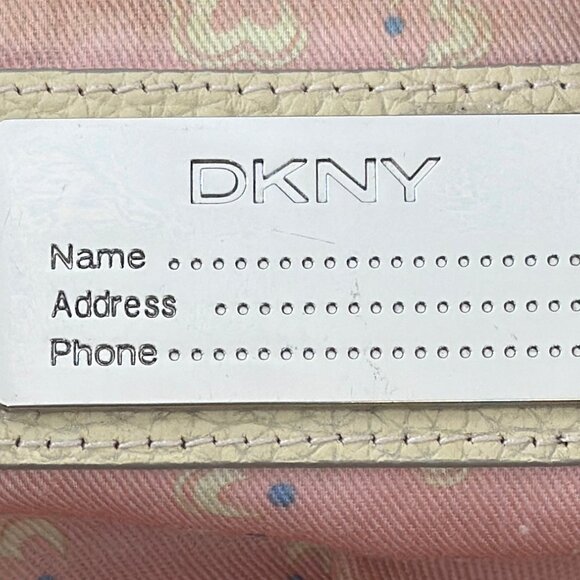 DKNY
Name ...................
Address .................
Phone ...................